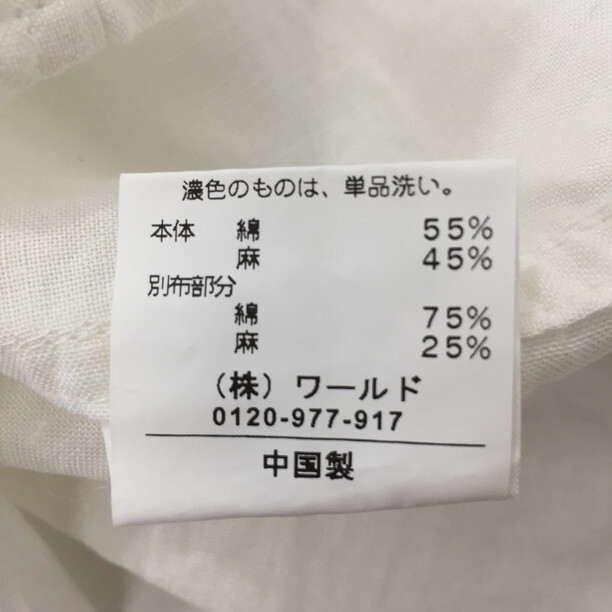 濃色のものは、単品洗い。
本体 綿 55%
麻 45%
別布部分
綿 75%
麻 25%
（株）ワールド
0120-977-917
中国製